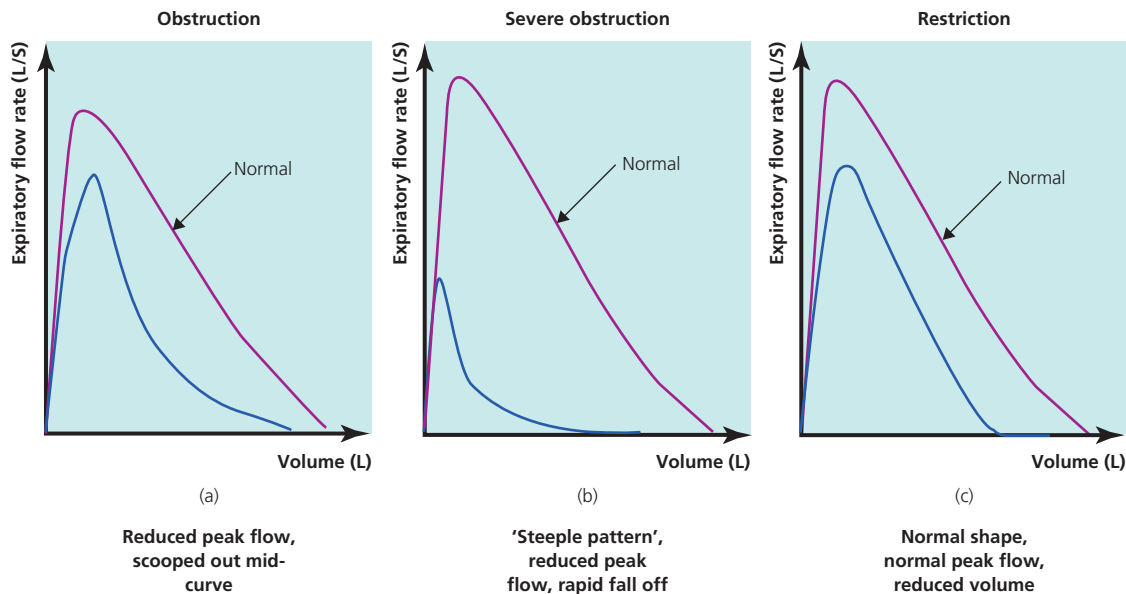 Obstruction
Expiratory flow rate (L/S)
Normal
Volume (L)
(a)
Reduced peak flow,
scooped out mid-
curve
Severe obstruction
Expiratory flow rate (L/S)
Normal
Volume (L)
(b)
'Steeple pattern',
reduced peak
flow, rapid fall off
Restriction
Expiratory flow rate (L/S)
Normal
Volume (L)
(c)
Normal shape,
normal peak flow,
reduced volume